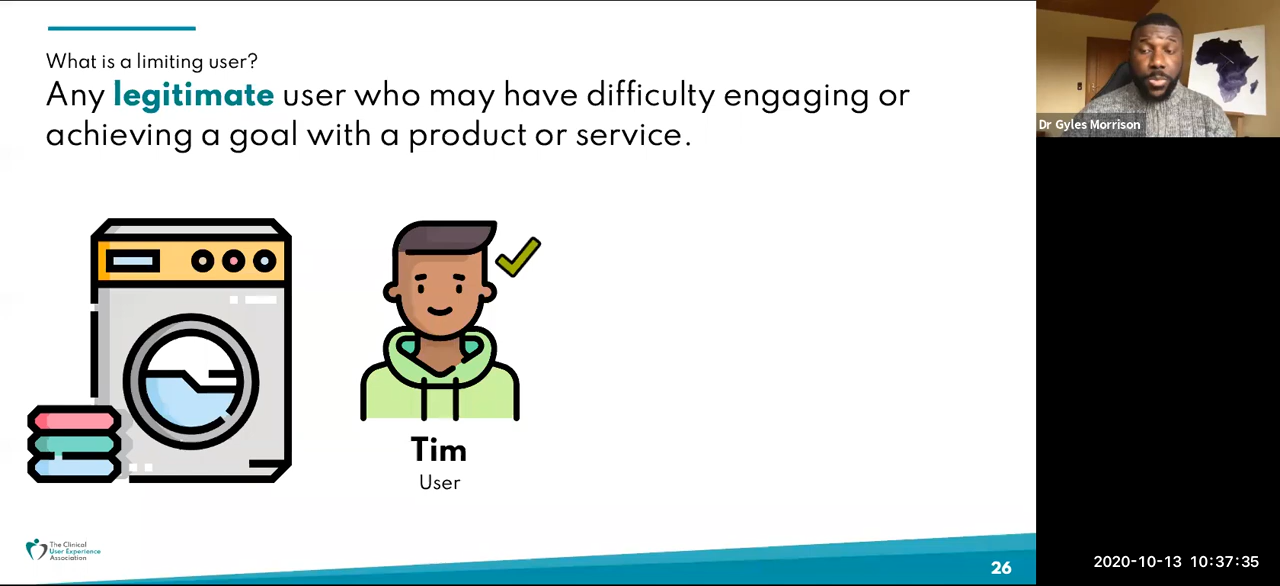 What is a limiting user?
Any legitimate user who may have difficulty engaging or
achieving a goal with a product or service.
Tim
User
The Clinical
User Experience
Association
26
Dr Gyles Morrison
2020-10-13 10:37:35